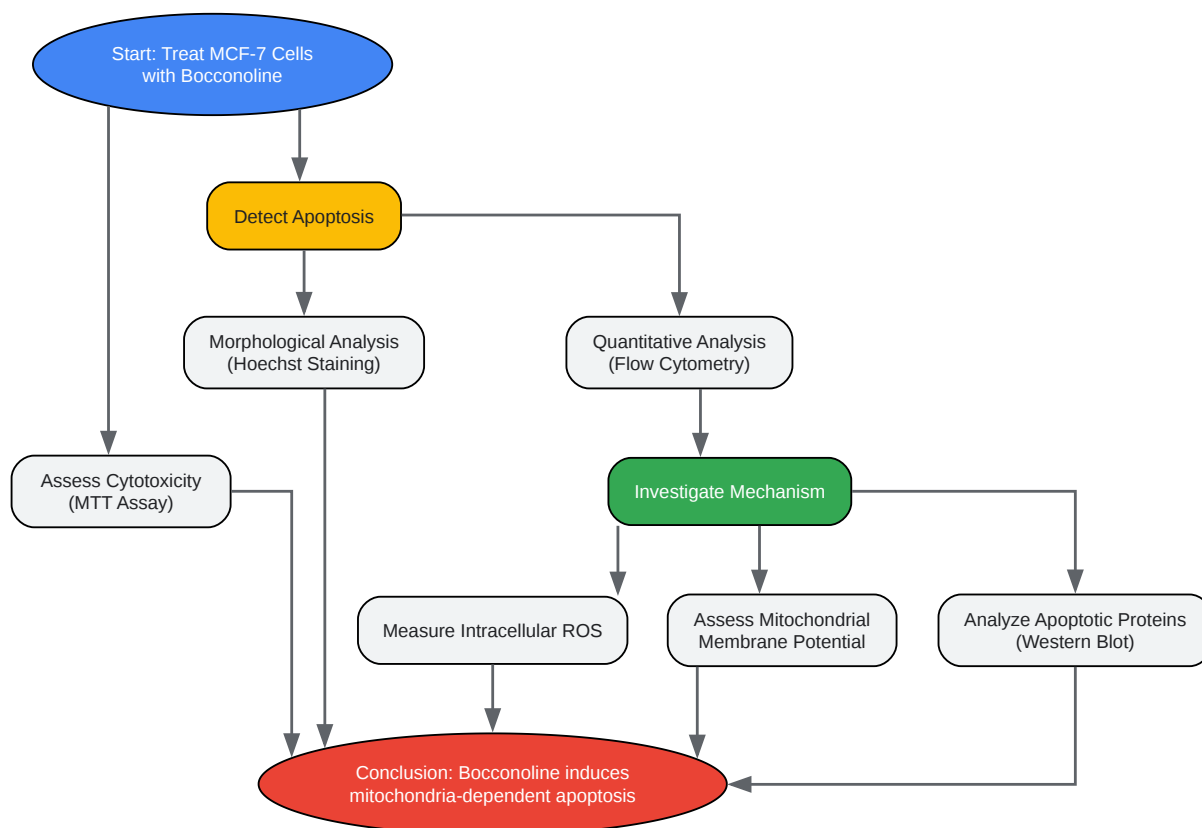 Start: Treat MCF-7 Cells
with Bocconoline
Detect Apoptosis
Morphological Analysis
(Hoechst Staining)
Quantitative Analysis
(Flow Cytometry)
Assess Cytotoxicity
(MTT Assay)
Investigate Mechanism
Measure Intracellular ROS
Assess Mitochondrial
Membrane Potential
Analyze Apoptotic Proteins
(Western Blot)
Conclusion: Bocconoline induces
mitochondria-dependent apoptosis